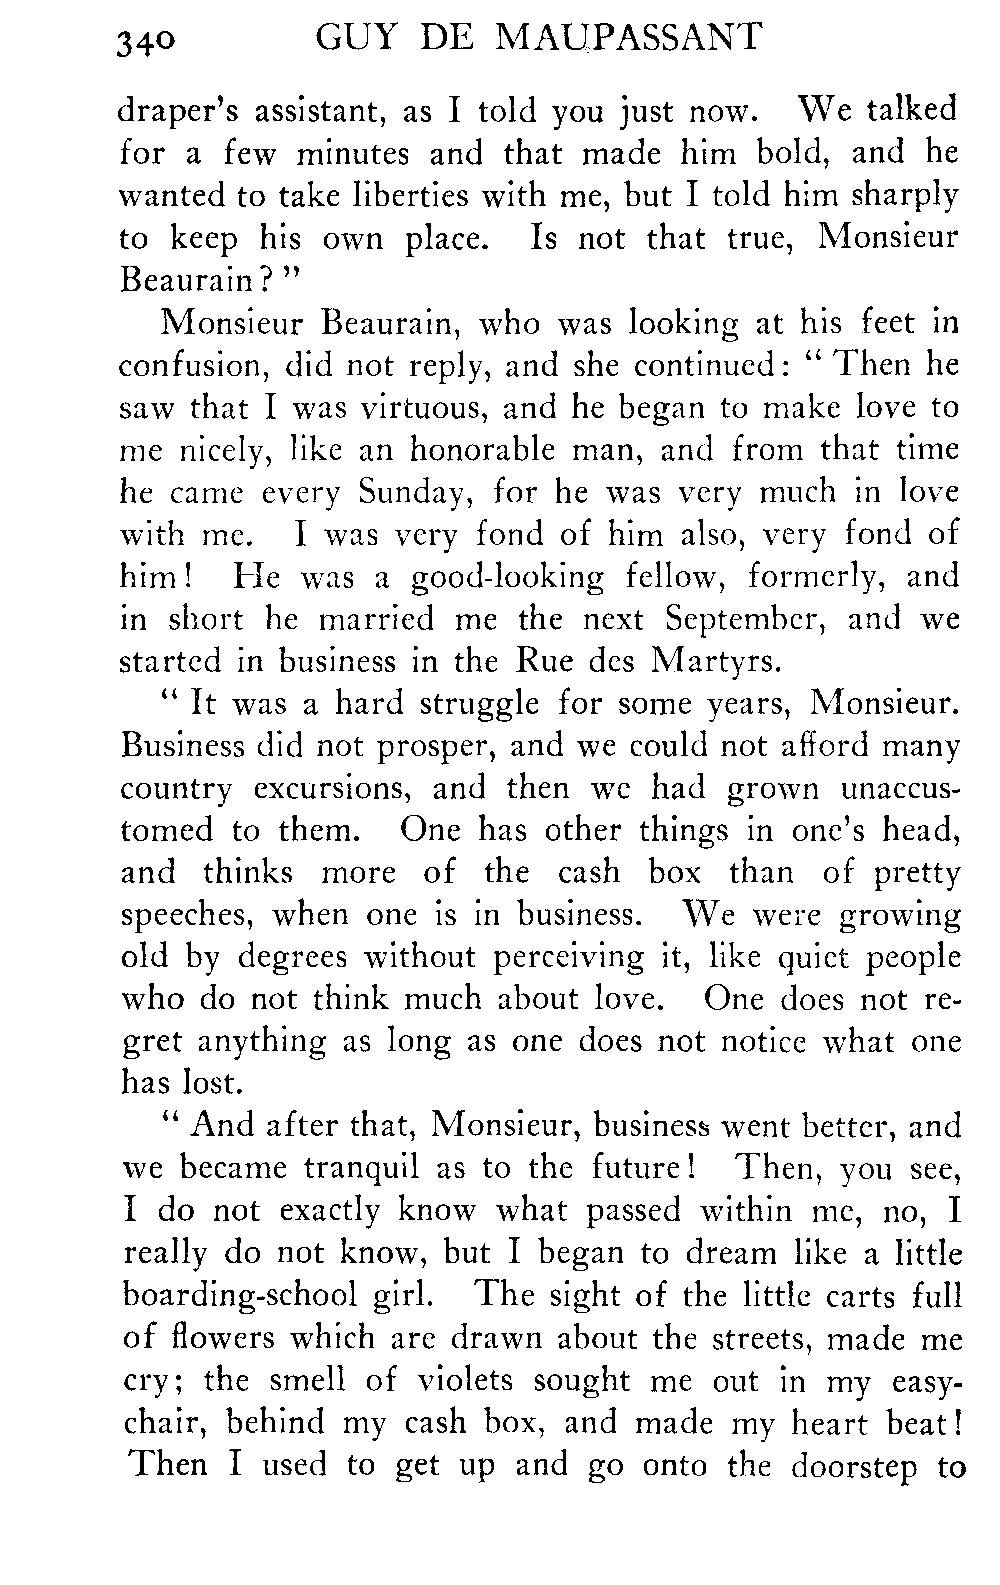 340 GUY DE MAUPASSANT
draper's assistant, as I told you just now. We talked
for a few minutes and that made him bold, and he
wanted to take liberties with me, but I told him sharply
to keep his own place. Is not that true, Monsieur
Beaurain?"
Monsieur Beaurain, who was looking at his feet in
confusion, did not reply, and she continued: "Then he
saw that I was virtuous, and he began to make love to
me nicely, like an honorable man, and from that time
he came every Sunday, for he was very much in love
with me. I was very fond of him also, very fond of
him! He was a good-looking fellow, formerly, and
in short he married me the next September, and we
started in business in the Rue des Martyrs.
"It was a hard struggle for some years, Monsieur.
Business did not prosper, and we could not afford many
country excursions, and then we had grown unaccus-
tomed to them. One has other things in one's head,
and thinks more of the cash box than of pretty
speeches, when one is in business. We were growing
old by degrees without perceiving it, like quiet people
who do not think much about love. One does not re-
gret anything as long as one does not notice what one
has lost.
"And after that, Monsieur, business went better, and
we became tranquil as to the future! Then, you see,
I do not exactly know what passed within me, no, I
really do not know, but I began to dream like a little
boarding-school girl. The sight of the little carts full
of flowers which are drawn about the streets, made me
cry; the smell of violets sought me out in my easy-
chair, behind my cash box, and made my heart beat!
Then I used to get up and go onto the doorstep to